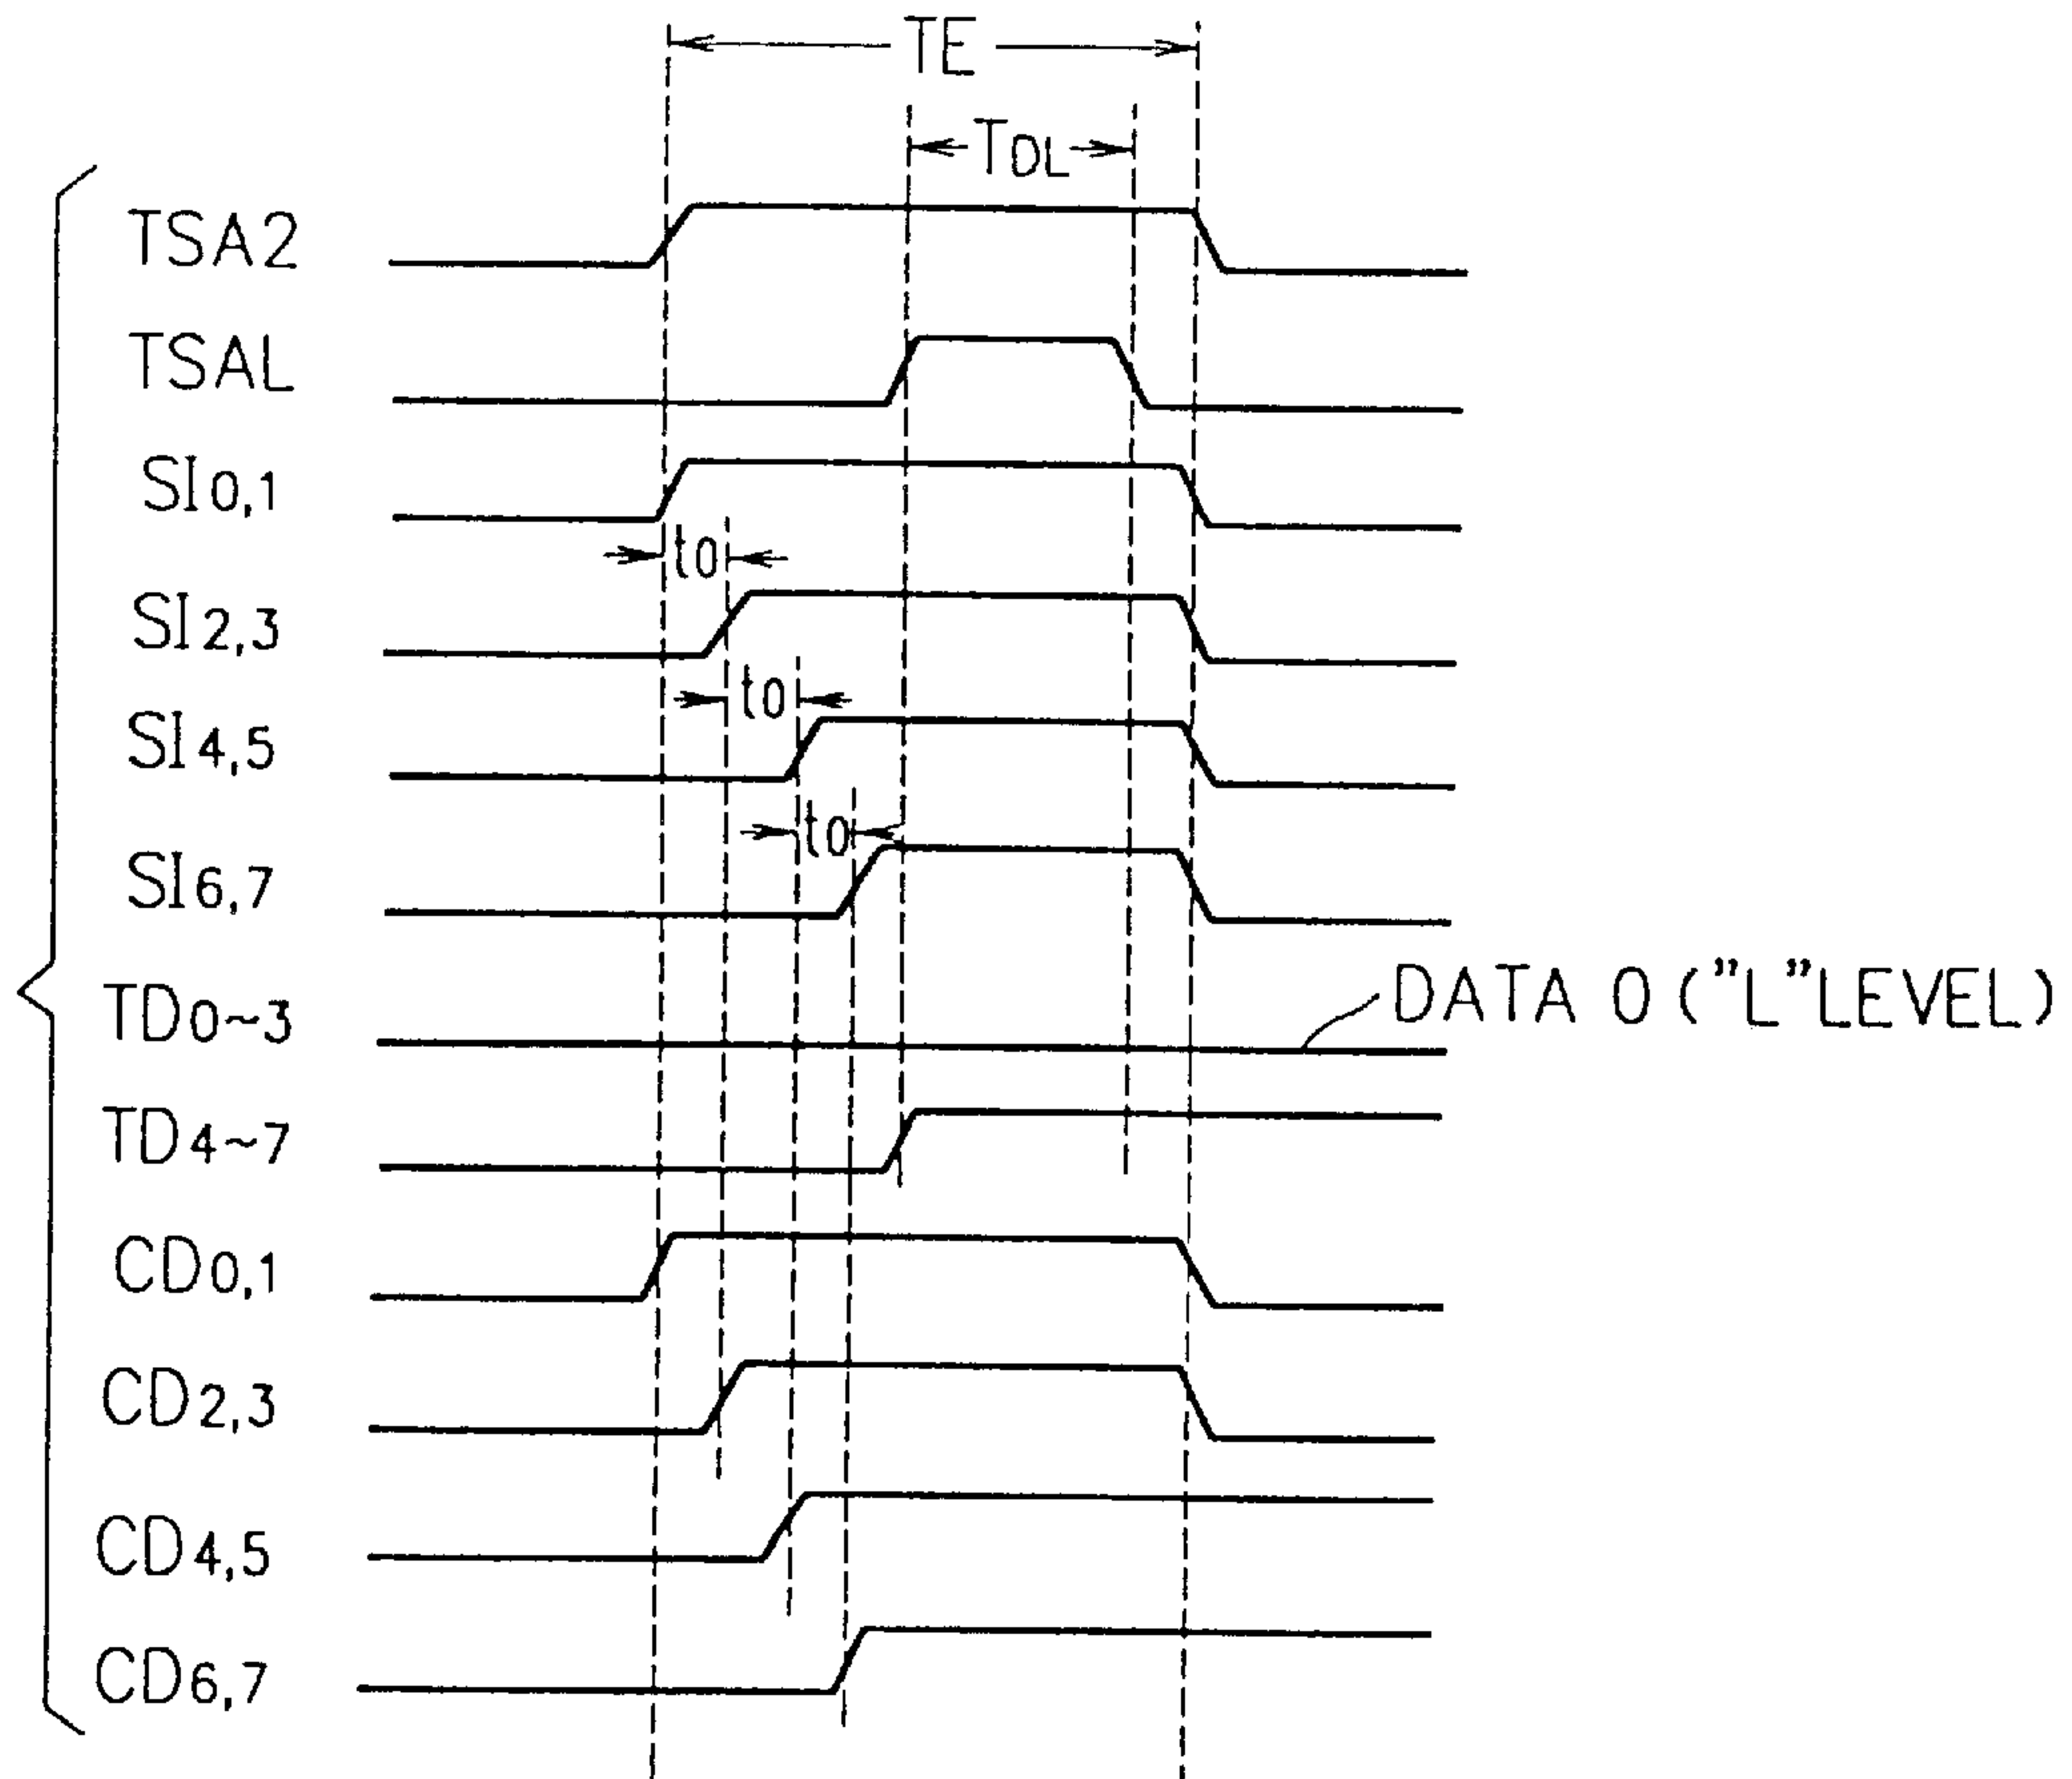 TE
TDL
TSA2
TSAL
SI0,1
t0
SI2,3
t0
SI4,5
t0
SI6,7
TD0~3
DATA 0 ("L"LEVEL)
TD4~7
CD0,1
CD2,3
CD4,5
CD6,7